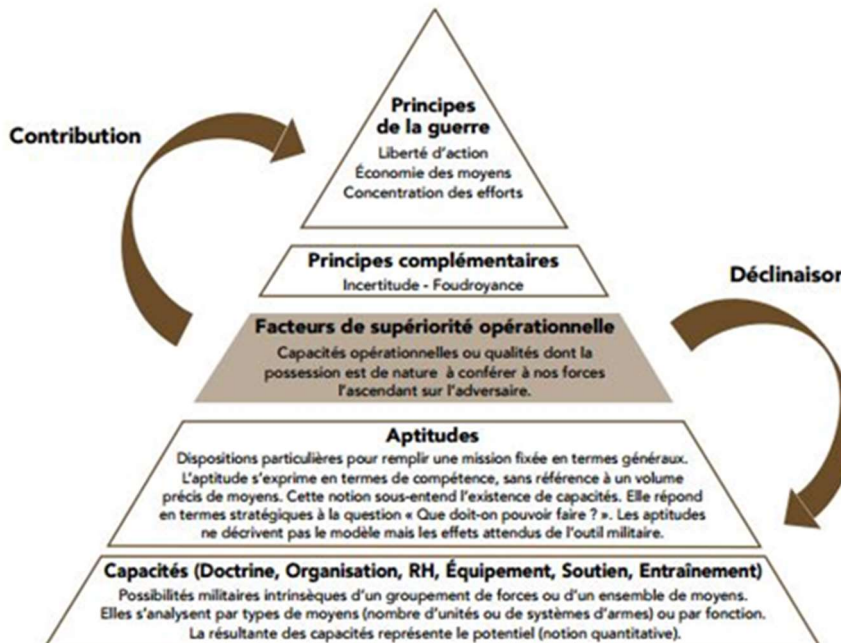 Principes
de la guerre
Liberté d'action
Économie des moyens
Concentration des efforts
Contribution
Principes complémentaires
Incertitude - Foudroyance
Déclinaison
Facteurs de supériorité opérationnelle
Capacités opérationnelles ou qualités dont la
possession est de nature à conférer à nos forces
l'ascendant sur l'adversaire.
Aptitudes
Dispositions particulières pour remplir une mission fixée en termes généraux.
L'aptitude s'exprime en termes de compétence, sans référence à un volume
précis de moyens. Cette notion sous-entend l'existence de capacités. Elle répond
en termes stratégiques à la question « Que doit-on pouvoir faire ? ». Les aptitudes
ne décrivent pas le modèle mais les effets attendus de l'outil militaire.
Capacités (Doctrine, Organisation, RH, Équipement, Soutien, Entraînement)
Possibilités militaires intrinsèques d'un groupement de forces ou d'un ensemble de moyens.
Elles s'analysent par types de moyens (nombre d'unités ou de systèmes d'armes) ou par fonction.
La résultante des capacités représente le potentiel (notion quantitative).